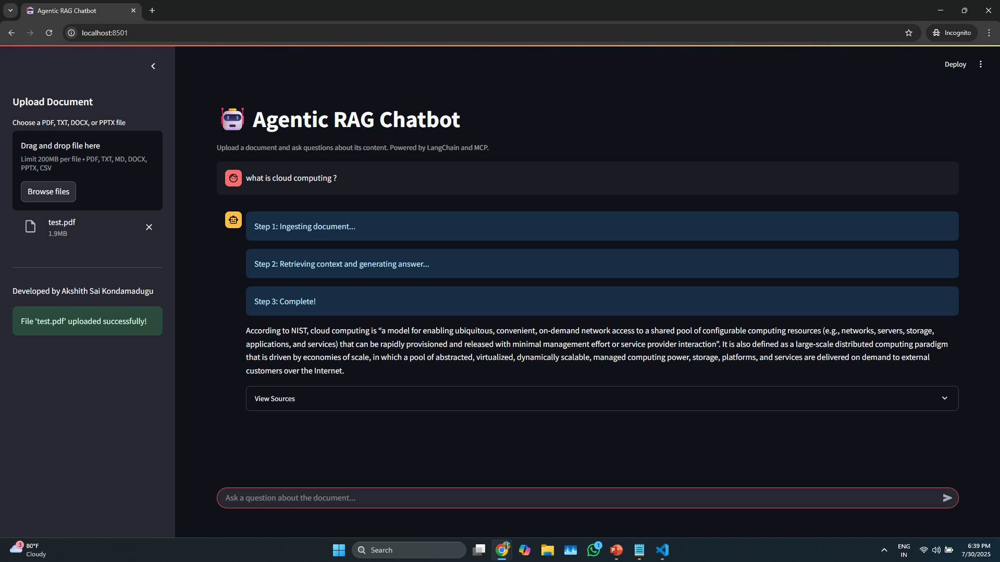 Agentic RAG Chatbot
localhost:8501
Incognito
Deploy
Upload Document
Choose a PDF, TXT, DOCX, or PPTX file
Drag and drop file here
Limit 200MB per file • PDF, TXT, MD, DOCX,
PPTX, CSV
Browse files
test.pdf
1.9MB
Developed by Akshith Sai Kondamadugu
File 'test.pdf' uploaded successfully!
Agentic RAG Chatbot
Upload a document and ask questions about its content. Powered by LangChain and MCP.
what is cloud computing ?
Step 1: Ingesting document...
Step 2: Retrieving context and generating answer...
Step 3: Complete!
According to NIST, cloud computing is “a model for enabling ubiquitous, convenient, on-demand network access to a shared pool of configurable computing resources (e.g., networks, servers, storage,
applications, and services) that can be rapidly provisioned and released with minimal management effort or service provider interaction”. It is also defined as a large-scale distributed computing paradigm
that is driven by economies of scale, in which a pool of abstracted, virtualized, dynamically scalable, managed computing power, storage, platforms, and services are delivered on demand to external
customers over the Internet.
View Sources
Ask a question about the document...
3
80°F
Cloudy
Search
1
P
ENG
IN
6:39 PM
7/30/2025